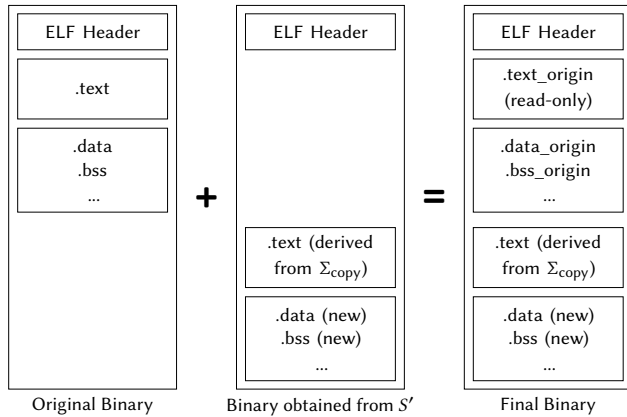 ELF Header
.text
.data
.bss
...
Original Binary
+
ELF Header
.text (derived
from Σcopy)
.data (new)
.bss (new)
...
Binary obtained from S′
=
ELF Header
.text_origin
(read-only)
.data_origin
.bss_origin
...
.text (derived
from Σcopy)
.data (new)
.bss (new)
...
Final Binary